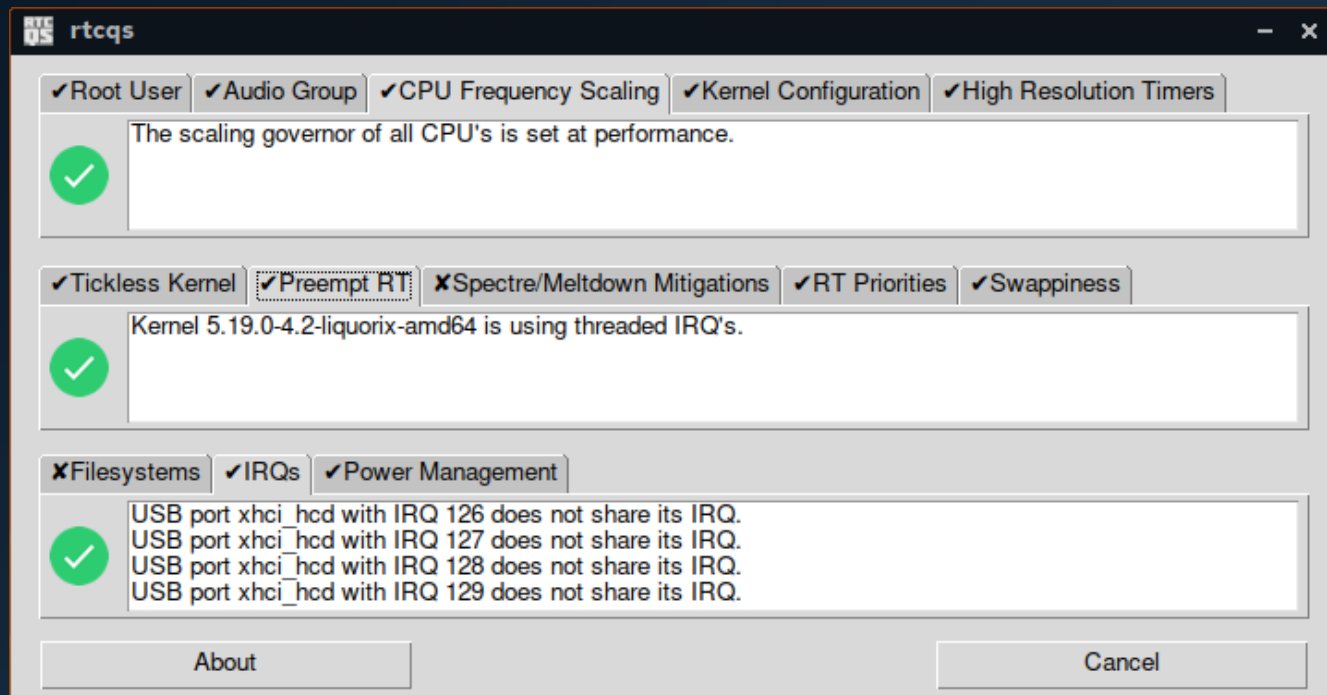 RTC
QS
rtcqs
✔Root User ✔Audio Group ✔CPU Frequency Scaling ✔Kernel Configuration ✔High Resolution Timers
The scaling governor of all CPU's is set at performance.
✔Tickless Kernel ✔Preempt RT ✘Spectre/Meltdown Mitigations ✔RT Priorities ✔Swappiness
Kernel 5.19.0-4.2-liquorix-amd64 is using threaded IRQ's.
✘Filesystems ✔IRQs ✔Power Management
USB port xhci_hcd with IRQ 126 does not share its IRQ.
USB port xhci_hcd with IRQ 127 does not share its IRQ.
USB port xhci_hcd with IRQ 128 does not share its IRQ.
USB port xhci_hcd with IRQ 129 does not share its IRQ.
About Cancel